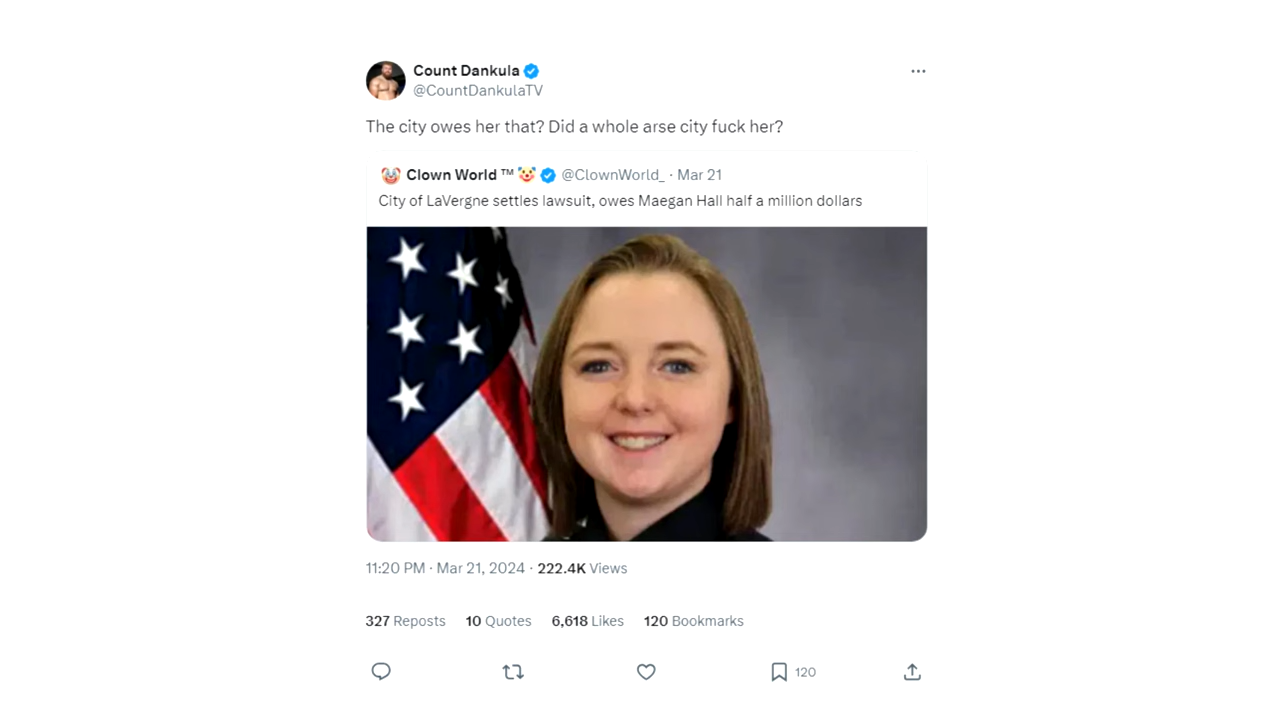 Count Dankula
@CountDankulaTV
The city owes her that? Did a whole arse city fuck her?
🤡 Clown World ™ 🤡 @ClownWorld_ · Mar 21
City of LaVergne settles lawsuit, owes Maegan Hall half a million dollars
11:20 PM · Mar 21, 2024 · 222.4K Views
327 Reposts 10 Quotes 6,618 Likes 120 Bookmarks
120